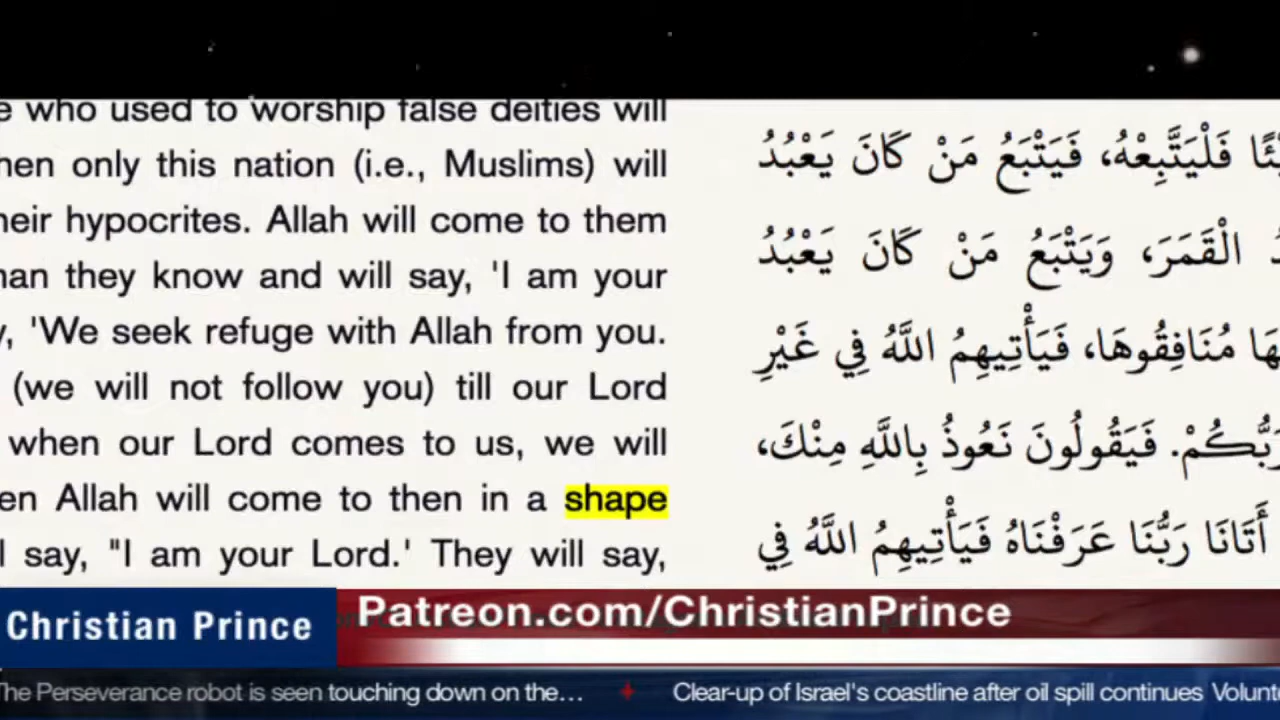 who used to worship false deities will
only this nation (i.e., Muslims) will
hypocrites. Allah will come to them
they know and will say, 'I am your
'We seek refuge with Allah from you.
(we will not follow you) till our Lord
when our Lord comes to us, we will
Allah will come to then in a shape
say, "I am your Lord.' They will say,
فَلْيَتَّبِعْهُ، فَيَتْبَعُ مَنْ كَانَ يَعْبُدُ
الْقَمَرَ، وَيَتْبَعُ مَنْ كَانَ يَعْبُدُ
مُنَافِقُوهَا، فَيَأْتِيهِمُ اللَّهُ فِي غَيْرِ
فَيَقُولُونَ نَعُوذُ بِاللَّهِ مِنْكَ،
أَتَانَا رَبُّنَا عَرَفْنَاهُ فَيَأْتِيهِمُ اللَّهُ فِي
Christian Prince
Patreon.com/ChristianPrince
The Perseverance robot is seen touching down on the...
Clear-up of Israel's coastline after oil spill continues